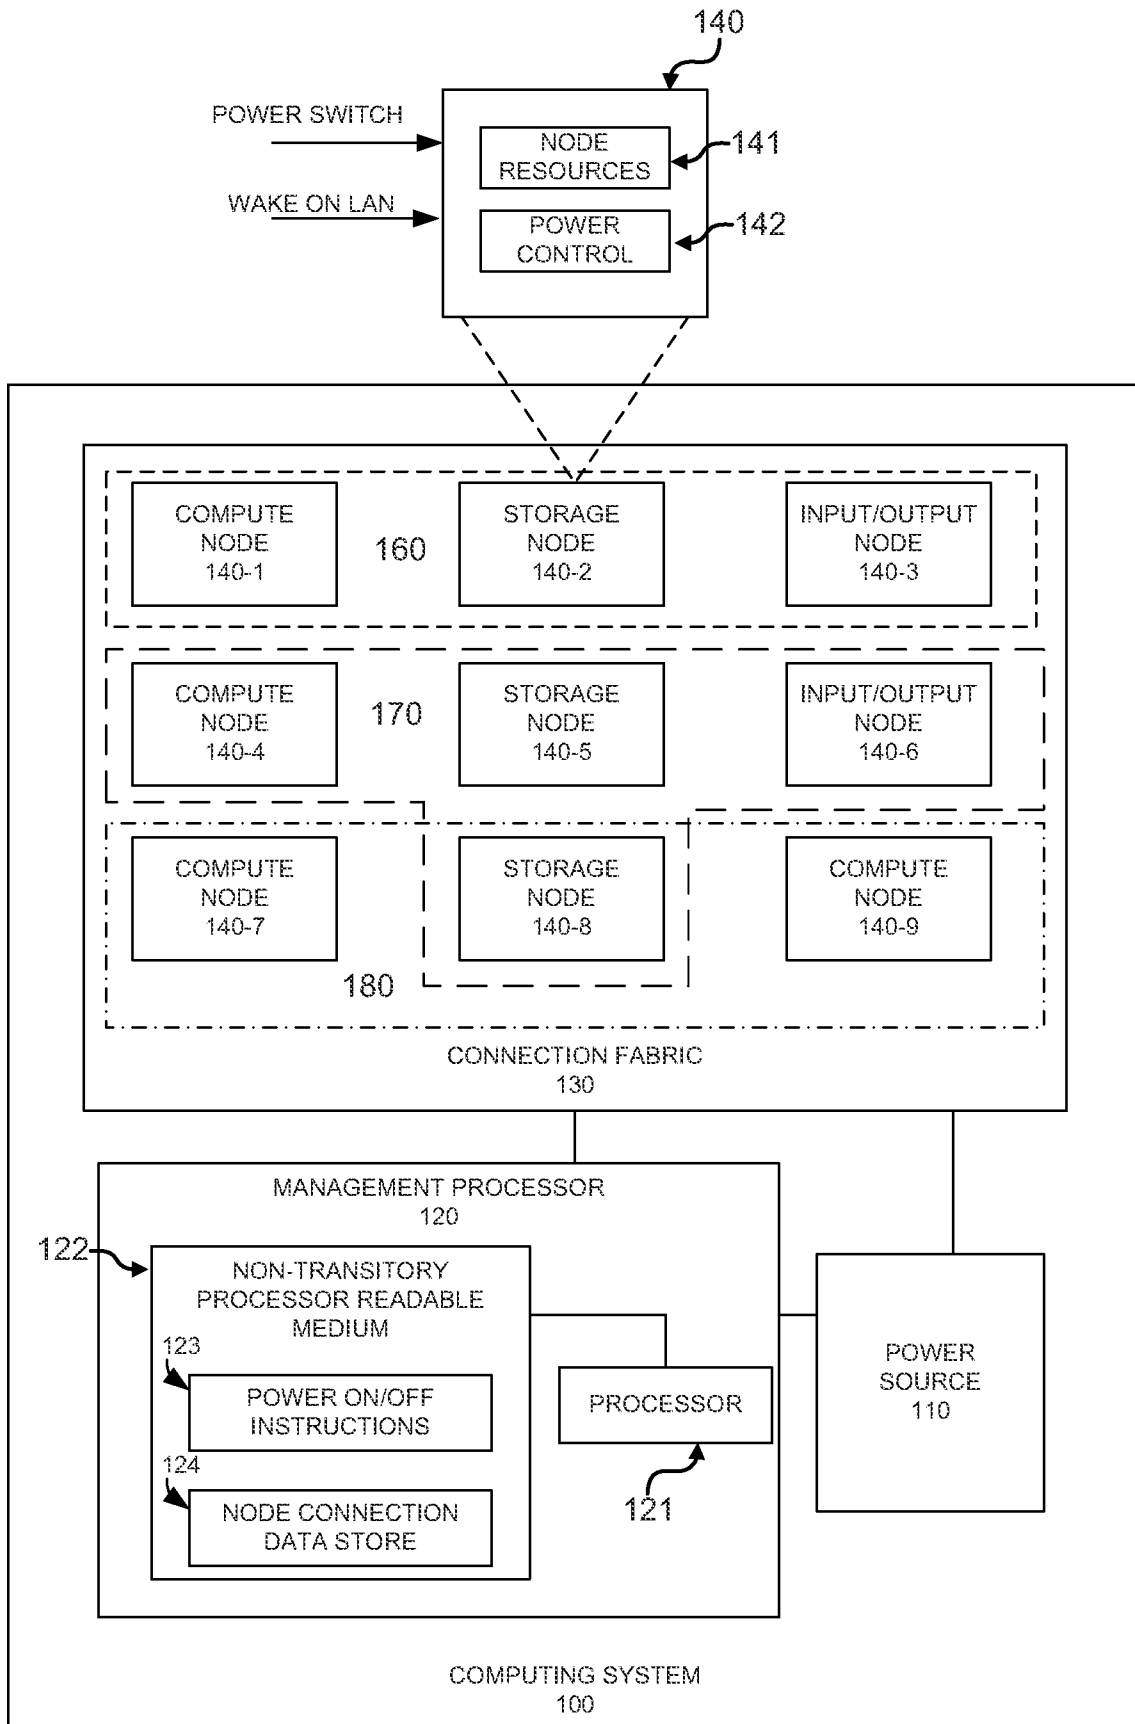 140
POWER SWITCH
NODE
RESOURCES
141
WAKE ON LAN
POWER
CONTROL
142
COMPUTE
NODE
140-1
160
STORAGE
NODE
140-2
INPUT/OUTPUT
NODE
140-3
COMPUTE
NODE
140-4
170
STORAGE
NODE
140-5
INPUT/OUTPUT
NODE
140-6
COMPUTE
NODE
140-7
STORAGE
NODE
140-8
COMPUTE
NODE
140-9
180
CONNECTION FABRIC
130
MANAGEMENT PROCESSOR
120
122
NON-TRANSITORY
PROCESSOR READABLE
MEDIUM
123
POWER ON/OFF
INSTRUCTIONS
124
NODE CONNECTION
DATA STORE
PROCESSOR
121
POWER
SOURCE
110
COMPUTING SYSTEM
100